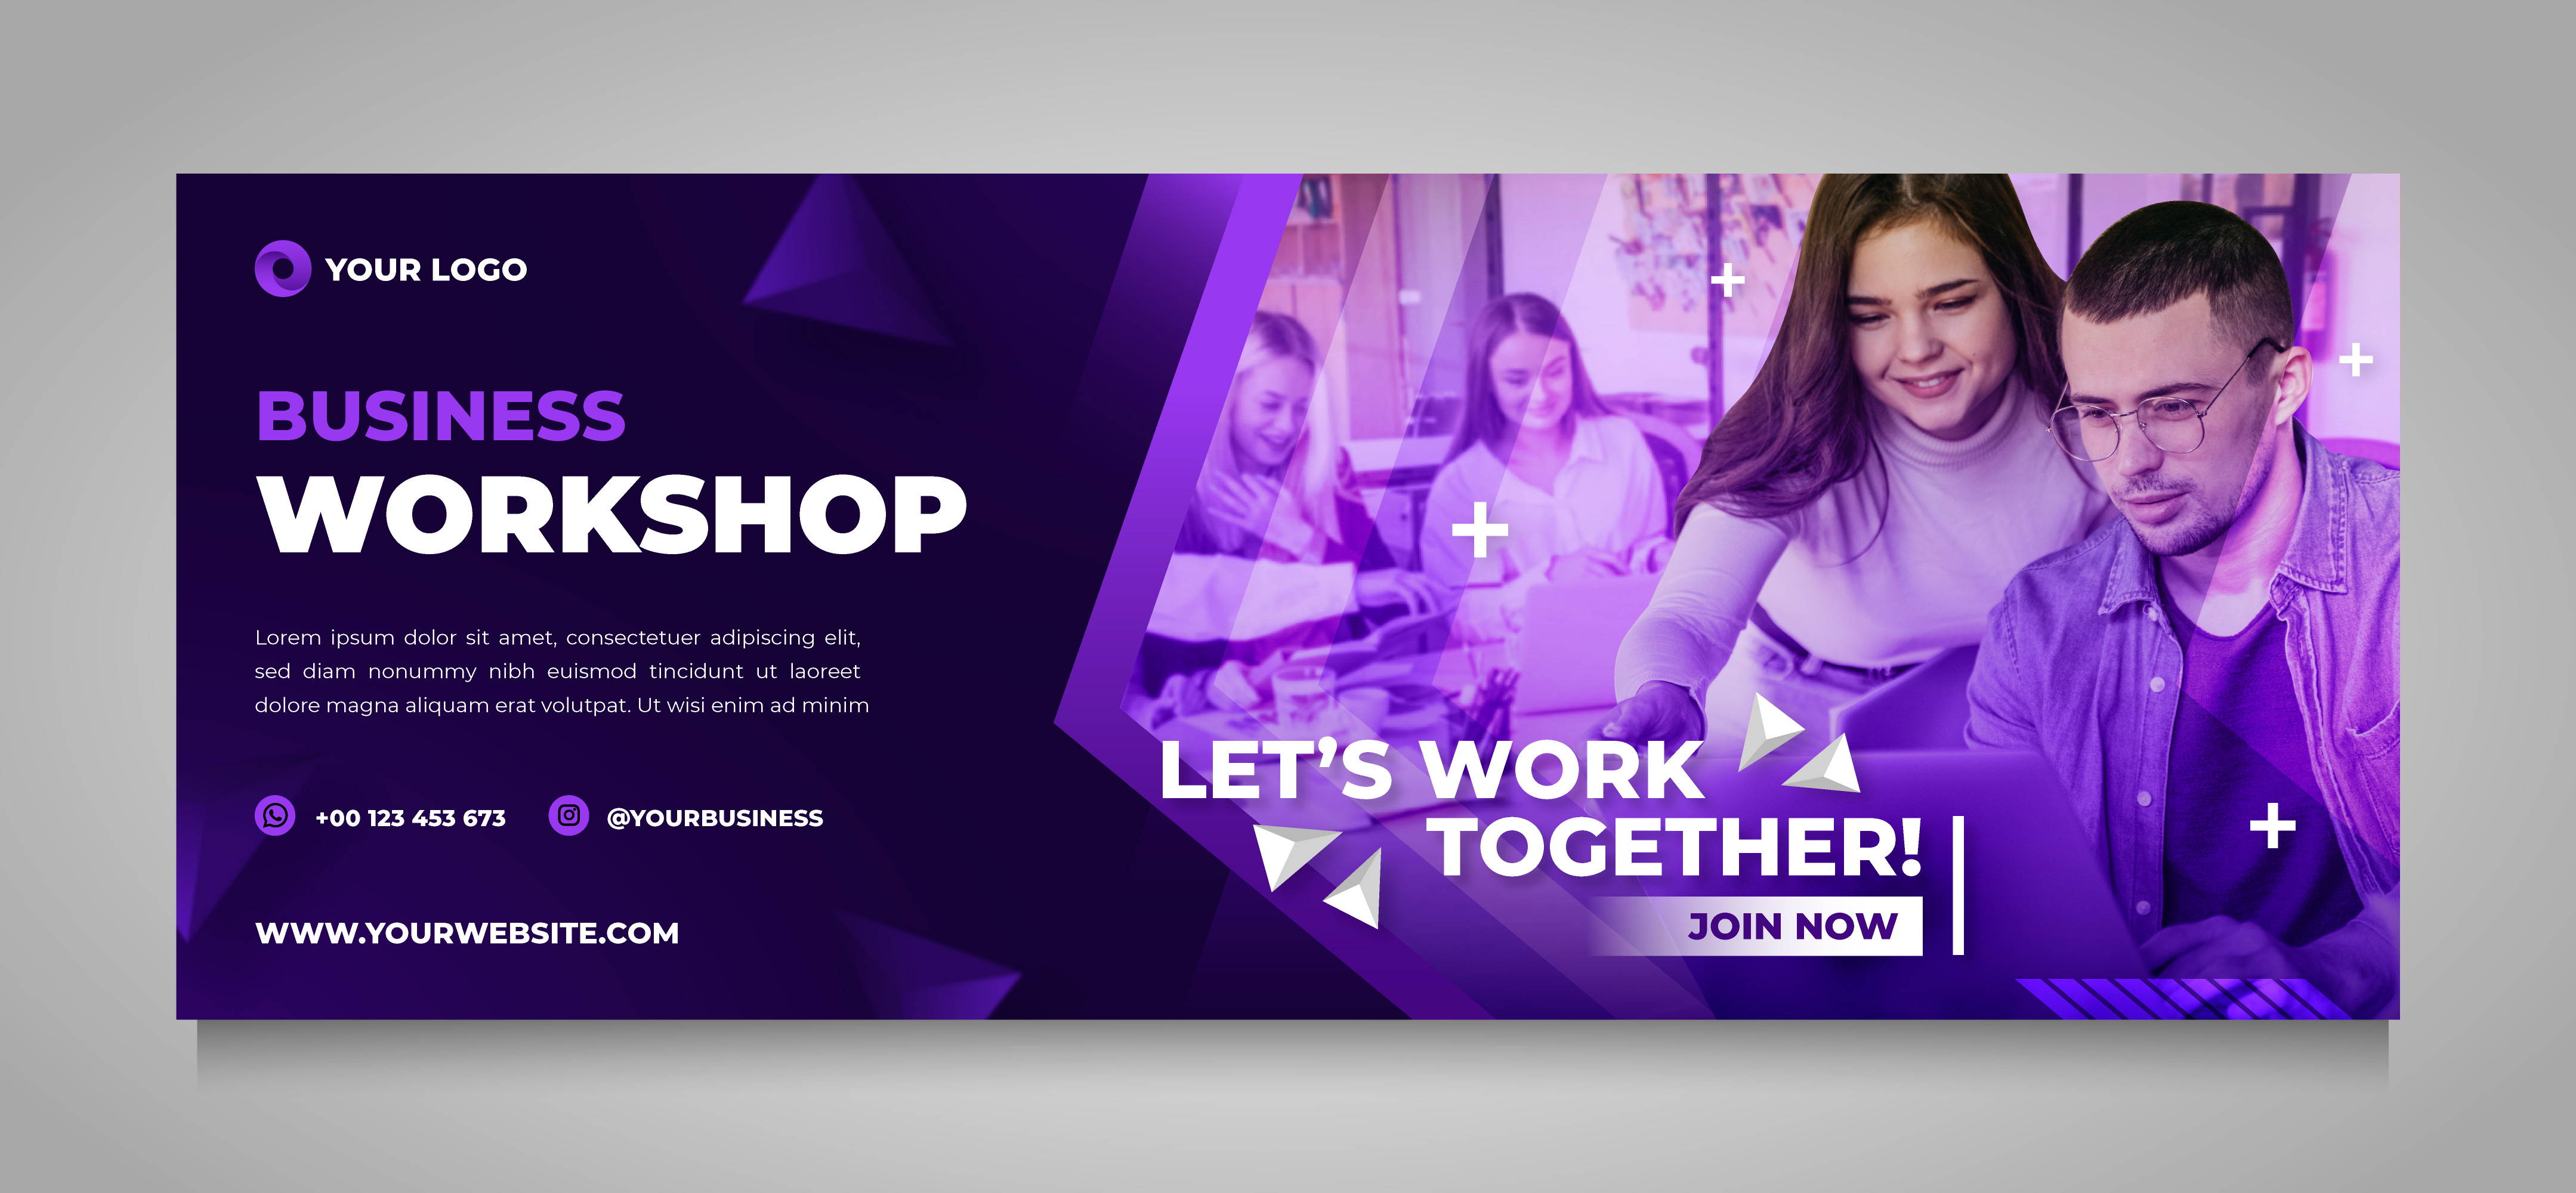 YOUR LOGO
BUSINESS
WORKSHOP
Lorem ipsum dolor sit amet, consectetuer adipiscing elit,
sed diam nonummy nibh euismod tincidunt ut laoreet
dolore magna aliquam erat volutpat. Ut wisi enim ad minim
+00 123 453 673
@YOURBUSINESS
WWW.YOURWEBSITE.COM
LET’S WORK
TOGETHER!
JOIN NOW